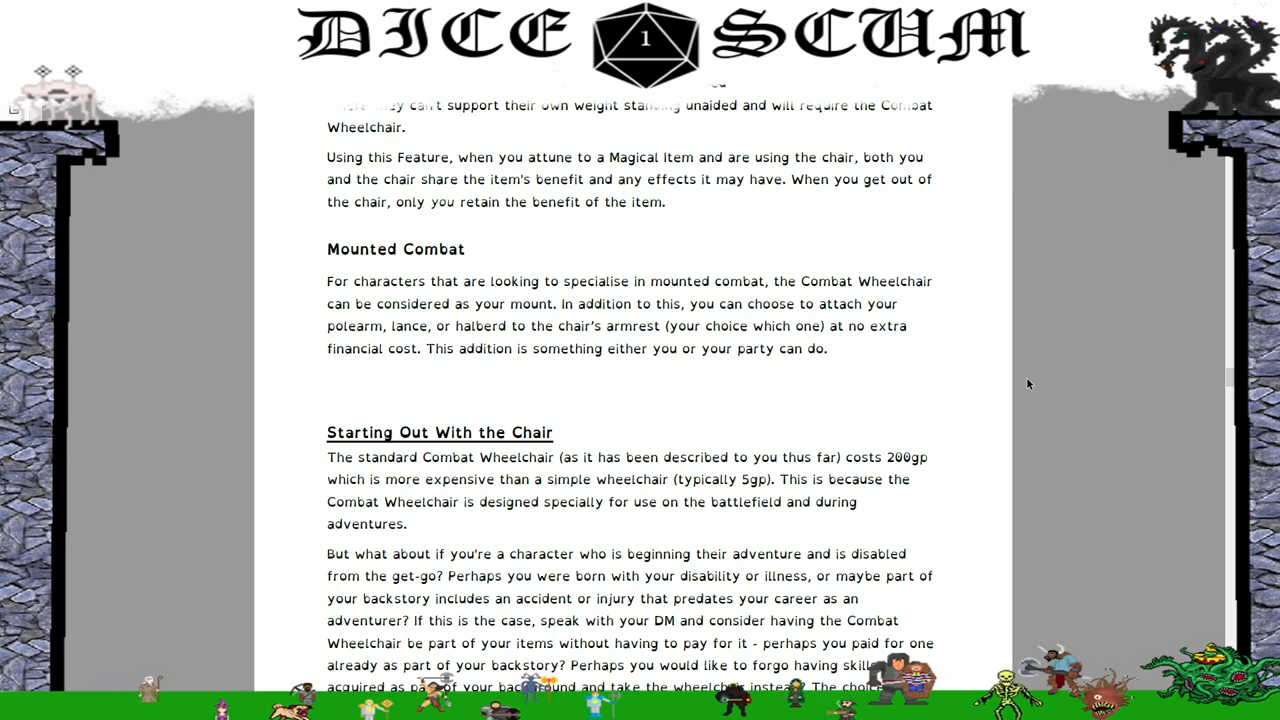 DICE 1 SCUM
they can't support their own weight standing unaided and will require the Combat
Wheelchair.
Using this Feature, when you attune to a Magical Item and are using the chair, both you
and the chair share the item's benefit and any effects it may have. When you get out of
the chair, only you retain the benefit of the item.
Mounted Combat
For characters that are looking to specialise in mounted combat, the Combat Wheelchair
can be considered as your mount. In addition to this, you can choose to attach your
polearm, lance, or halberd to the chair's armrest (your choice which one) at no extra
financial cost. This addition is something either you or your party can do.
Starting Out With the Chair
The standard Combat Wheelchair (as it has been described to you thus far) costs 200gp
which is more expensive than a simple wheelchair (typically 5gp). This is because the
Combat Wheelchair is designed specially for use on the battlefield and during
adventures.
But what about if you're a character who is beginning their adventure and is disabled
from the get-go? Perhaps you were born with your disability or illness, or maybe part of
your backstory includes an accident or injury that predates your career as an
adventurer? If this is the case, speak with your DM and consider having the Combat
Wheelchair be part of your items without having to pay for it - perhaps you paid for one
already as part of your backstory? Perhaps you would like to forgo having
acquired as part of your background and take the wheelchair instead? The